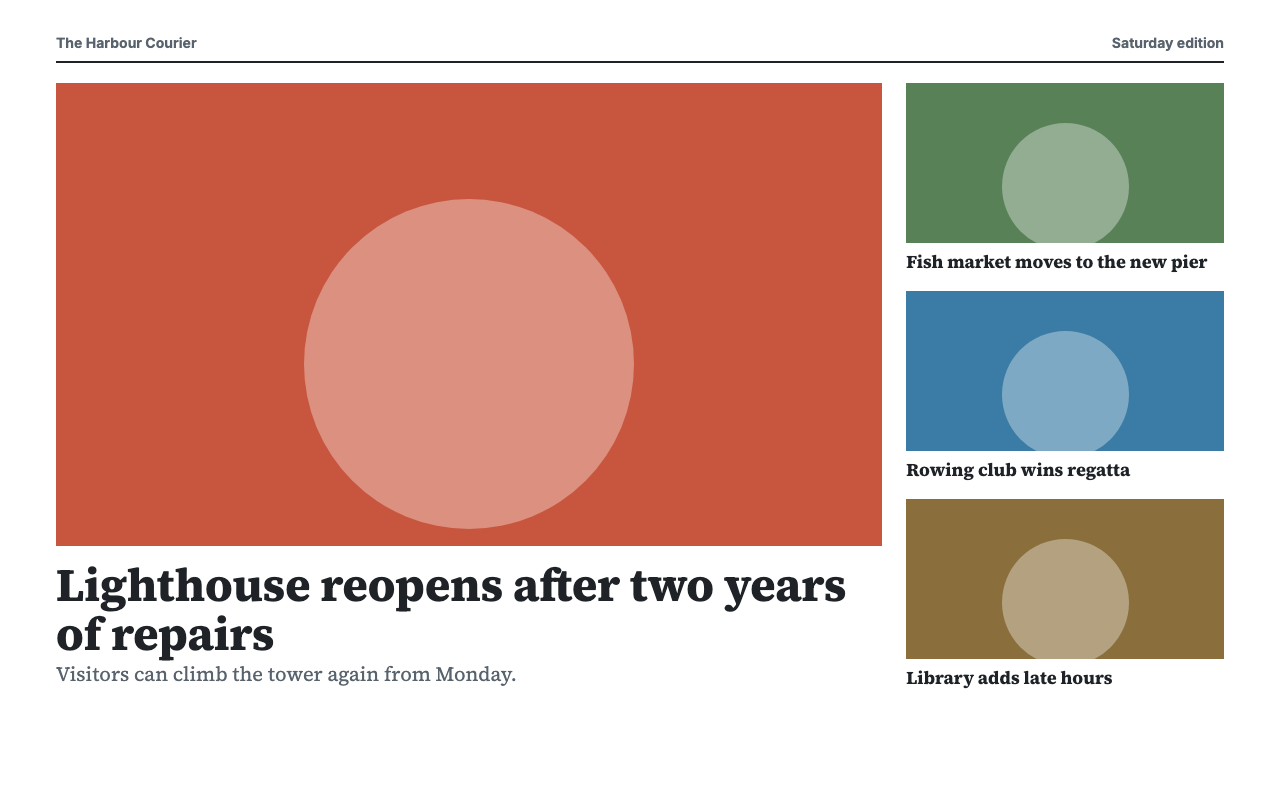 The Harbour Courier
Saturday edition
Lighthouse reopens after two years
of repairs
Visitors can climb the tower again from Monday.
Fish market moves to the new pier
Rowing club wins regatta
Library adds late hours